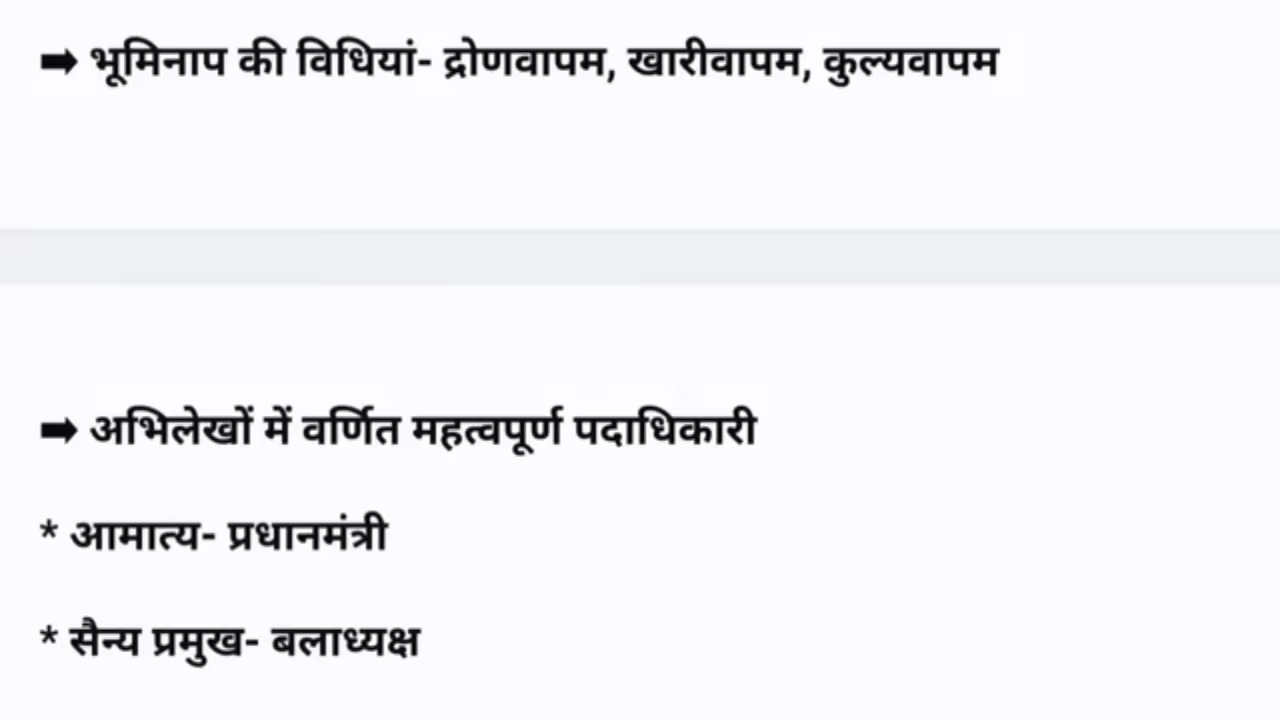 ➡ भूमिनाप की विधियां- द्रोणवापम, खारीवापम, कुल्यवापम
➡ अभिलेखों में वर्णित महत्वपूर्ण पदाधिकारी
* आमात्य- प्रधानमंत्री
* सैन्य प्रमुख- बलाध्यक्ष